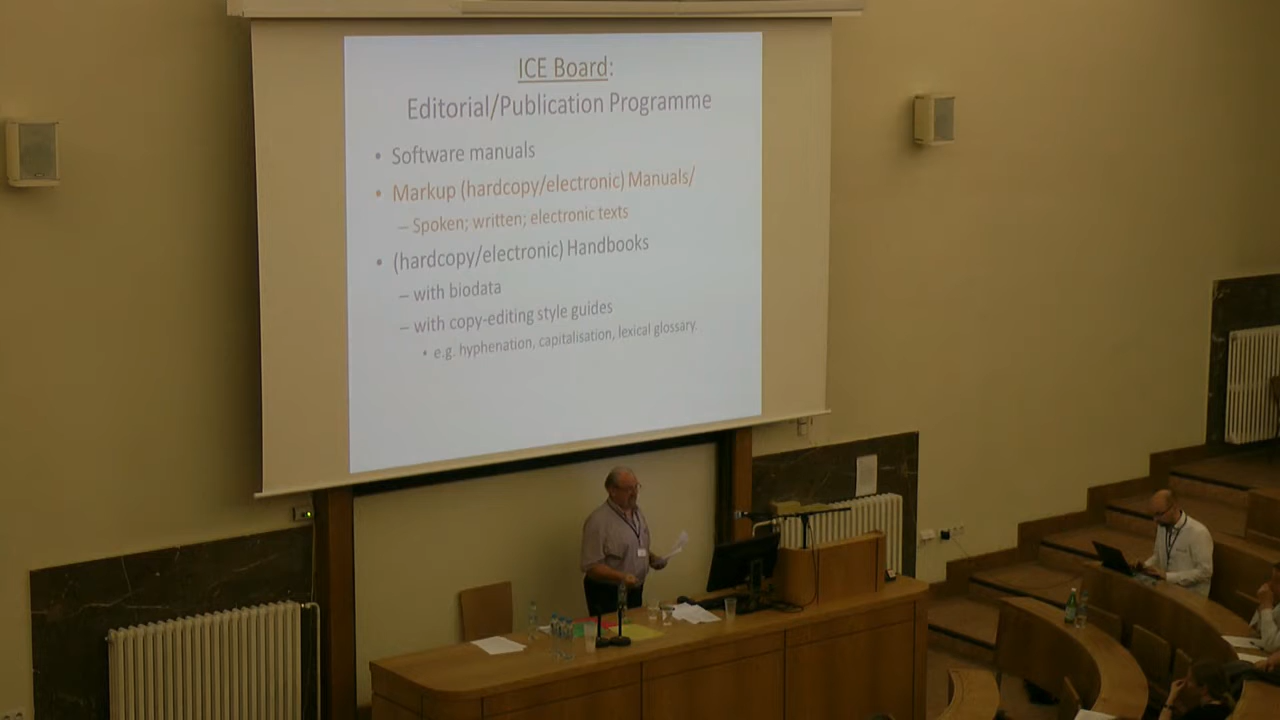 ICE Board:
Editorial/Publication Programme
• Software manuals
• Markup (hardcopy/electronic) Manuals/
– Spoken; written; electronic texts
• (hardcopy/electronic) Handbooks
– with biodata
– with copy-editing style guides
• e.g. hyphenation, capitalisation, lexical glossary.